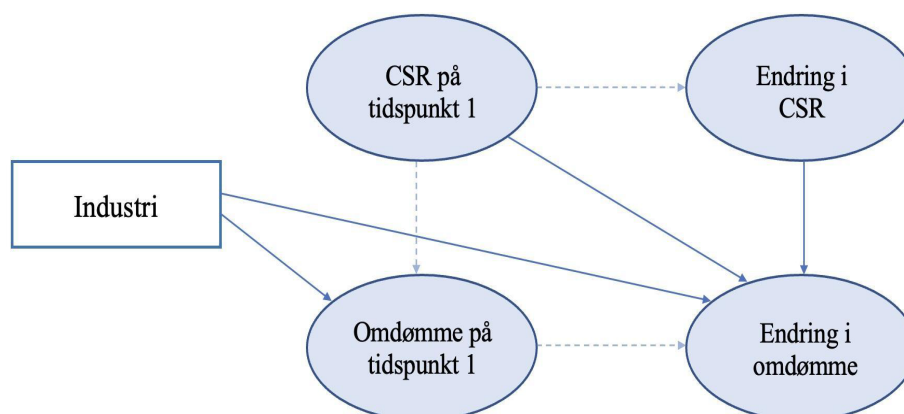 CSR på
tidspunkt 1
Endring i
CSR
Industri
Omdømme på
tidspunkt 1
Endring i
omdømme